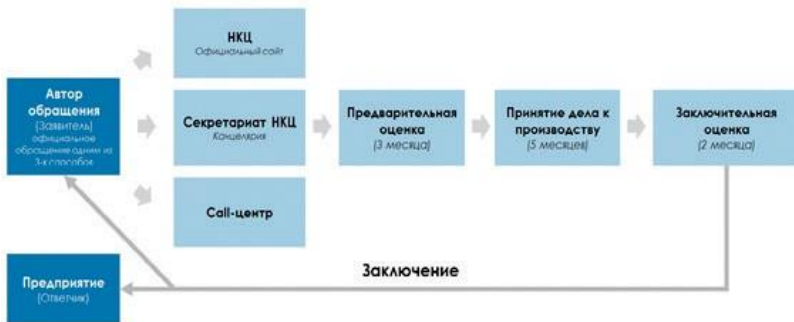 НКЦ
Официальный сайт
Автор
обращения
(Заявитель)
официальное
обращение одним из
3-х способов
Секретариат НКЦ
Канцелярия
Call-центр
Предварительная
оценка
(3 месяца)
Принятие дела к
производству
(5 месяцев)
Заключительная
оценка
(2 месяца)
Предприятие
(Ответчик)
Заключение